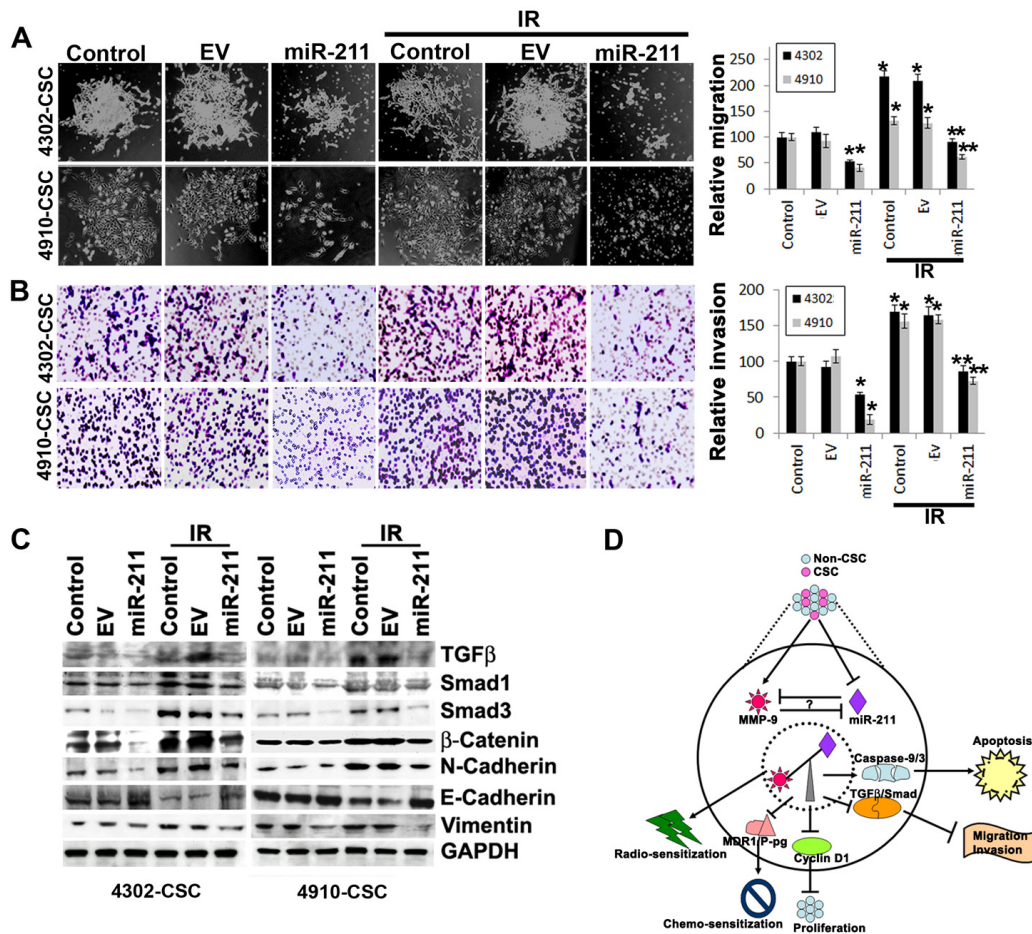 IR
A
Control EV miR-211 Control EV miR-211
4302-CSC
4910-CSC
Relative migration
250
200
150
100
50
0
4302
4910
* * * * * * ** **
Control EV miR-211 Control EV miR-211
IR
B
4302-CSC
4910-CSC
Relative invasion
200
150
100
50
0
4302
4910
* * * * * * ** **
Control EV miR-211 Control EV miR-211
IR
C
IR IR
Control EV miR-211 Control EV miR-211 Control EV miR-211 Control EV miR-211
TGFβ
Smad1
Smad3
β-Catenin
N-Cadherin
E-Cadherin
Vimentin
GAPDH
4302-CSC 4910-CSC
D
Non-CSC
CSC
?
MMP-9 miR-211
Caspase-9/3
Apoptosis
TGFβ/Smad
Radio-sensitization
MDR1/P-pg
Cyclin D1
Migration
Invasion
Chemo-sensitization
Proliferation